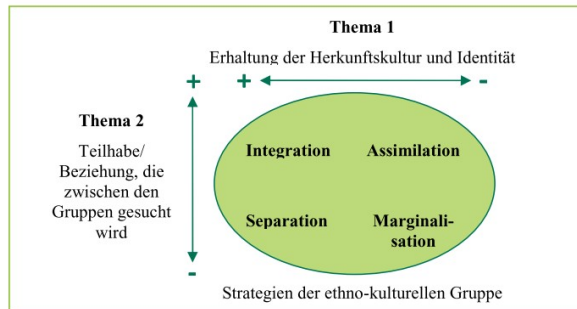 Thema 1
Erhaltung der Herkunftskultur und Identität
+ + -
Thema 2
Teilhabe/
Beziehung, die
zwischen den
Gruppen gesucht
wird
Integration Assimilation
Separation Marginali-
sation
-
Strategien der ethno-kulturellen Gruppe